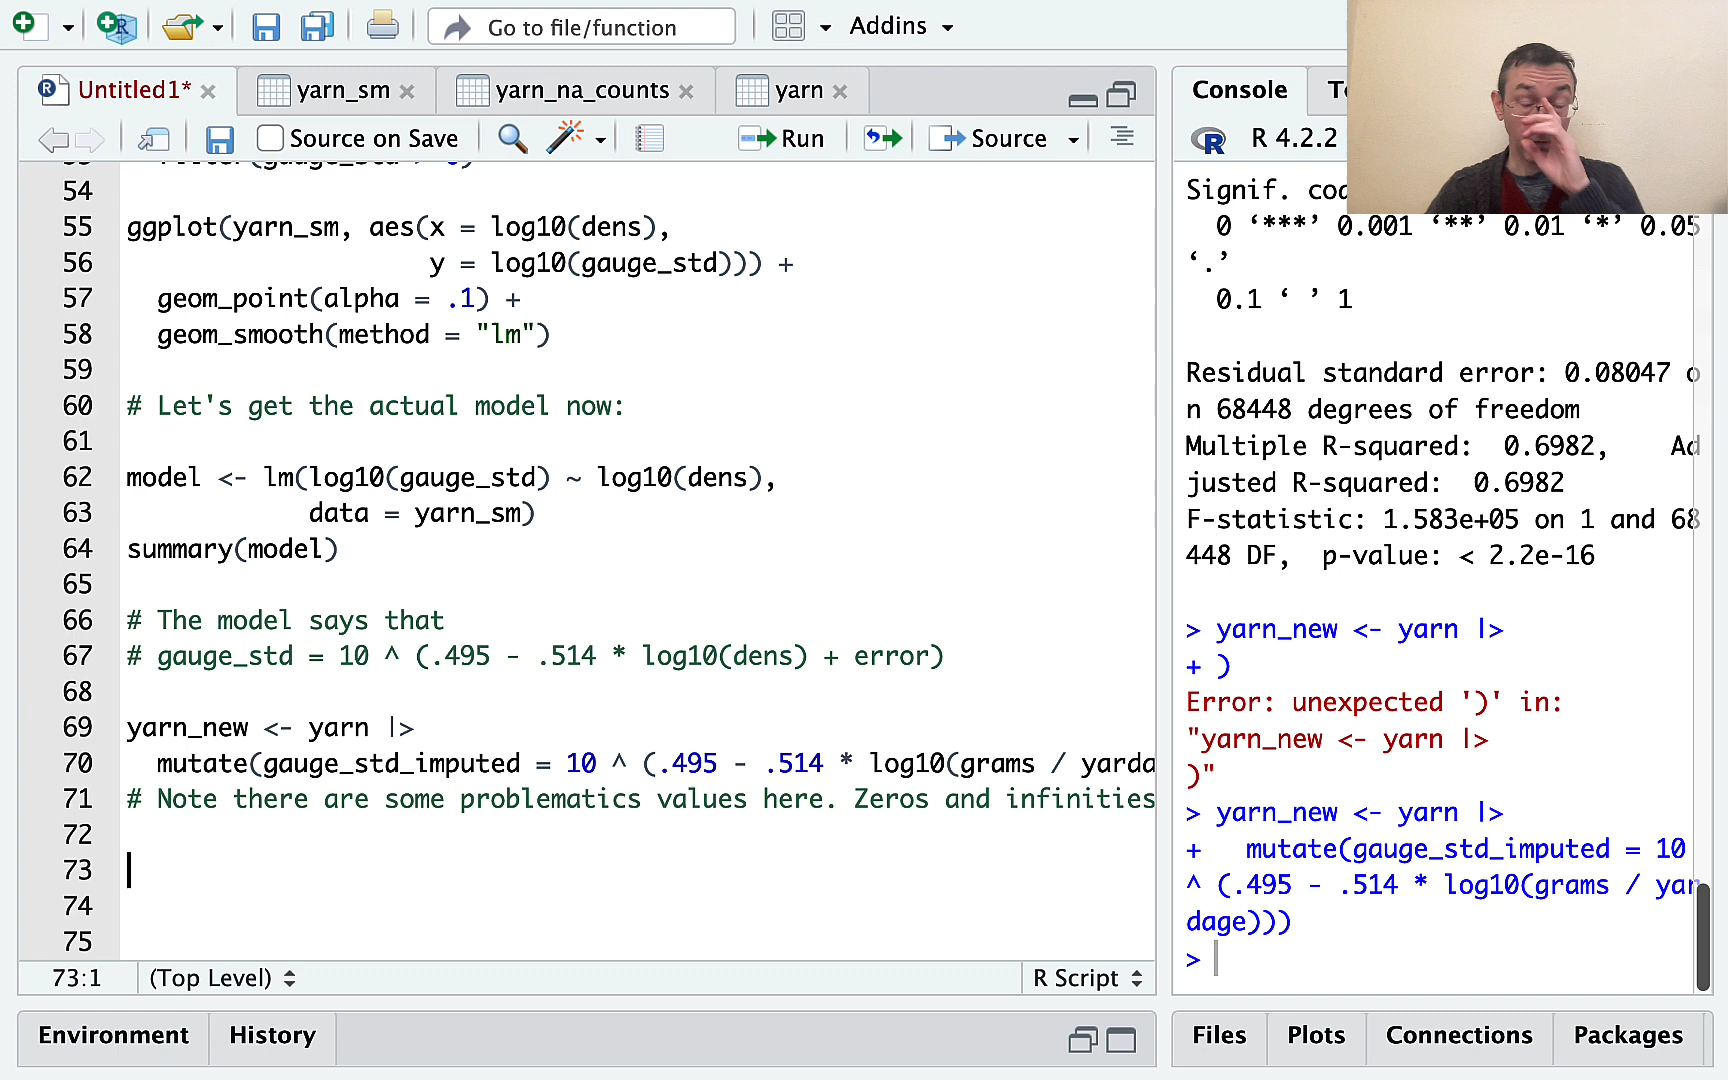 Go to file/function
Addins
Untitled1*
yarn_sm
yarn_na_counts
yarn
Source on Save
Run
Source
54
55 ggplot(yarn_sm, aes(x = log10(dens),
56 y = log10(gauge_std))) +
57 geom_point(alpha = .1) +
58 geom_smooth(method = "lm")
59
60 # Let's get the actual model now:
61
62 model <- lm(log10(gauge_std) ~ log10(dens),
63 data = yarn_sm)
64 summary(model)
65
66 # The model says that
67 # gauge_std = 10 ^ (.495 - .514 * log10(dens) + error)
68
69 yarn_new <- yarn |>
70 mutate(gauge_std_imputed = 10 ^ (.495 - .514 * log10(grams / yarda
71 # Note there are some problematics values here. Zeros and infinities
72
73
74
75
73:1
(Top Level)
R Script
Environment
History
Console
R 4.2.2
Signif. cod
0 ‘***’ 0.001 ‘**’ 0.01 ‘*’ 0.05
‘.’
0.1 ‘ ’ 1
Residual standard error: 0.08047 o
n 68448 degrees of freedom
Multiple R-squared:  0.6982, Ad
justed R-squared:  0.6982
F-statistic: 1.583e+05 on 1 and 68
448 DF,  p-value: < 2.2e-16
> yarn_new <- yarn |>
+ )
Error: unexpected ')' in:
"yarn_new <- yarn |>
)"
> yarn_new <- yarn |>
+   mutate(gauge_std_imputed = 10
^ (.495 - .514 * log10(grams / yar
dage)))
>
Files
Plots
Connections
Packages